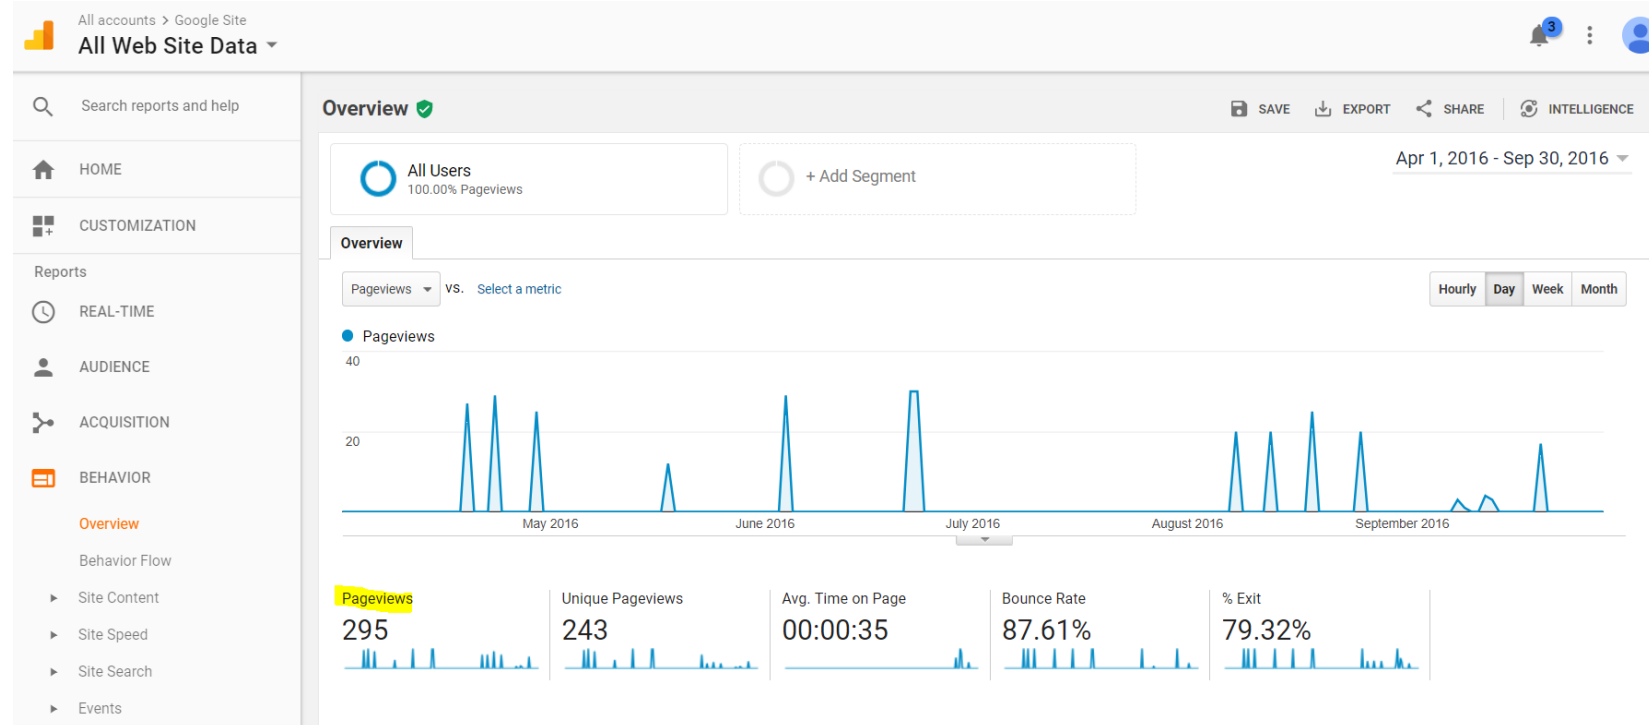 All accounts > Google Site
All Web Site Data
3
Search reports and help
HOME
CUSTOMIZATION
Reports
REAL-TIME
AUDIENCE
ACQUISITION
BEHAVIOR
Overview
Behavior Flow
Site Content
Site Speed
Site Search
Events
Overview
SAVE
EXPORT
SHARE
INTELLIGENCE
All Users
100.00% Pageviews
+ Add Segment
Apr 1, 2016 - Sep 30, 2016
Overview
Pageviews VS. Select a metric
Hourly Day Week Month
Pageviews
40
20
May 2016 June 2016 July 2016 August 2016 September 2016
Pageviews
295
Unique Pageviews
243
Avg. Time on Page
00:00:35
Bounce Rate
87.61%
% Exit
79.32%